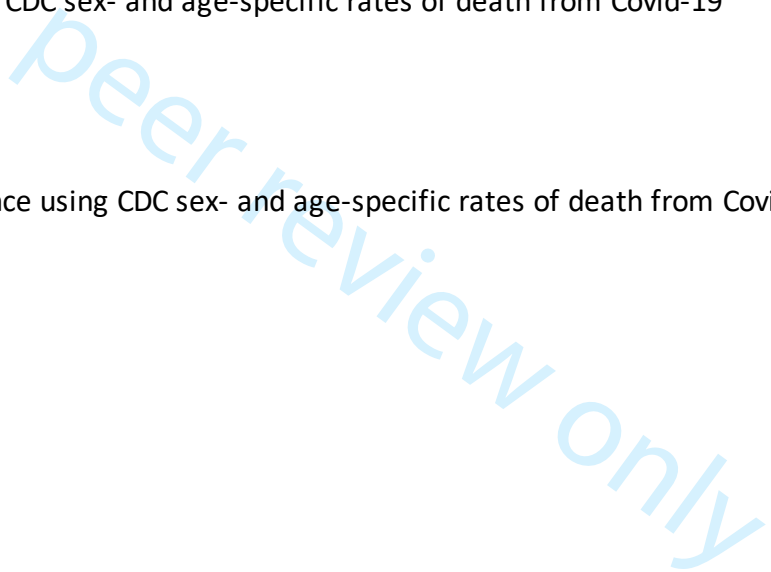 CDC sex- and age-specific rates of death from Covid-19
peer review only
nce using CDC sex- and age-specific rates of death from Covi